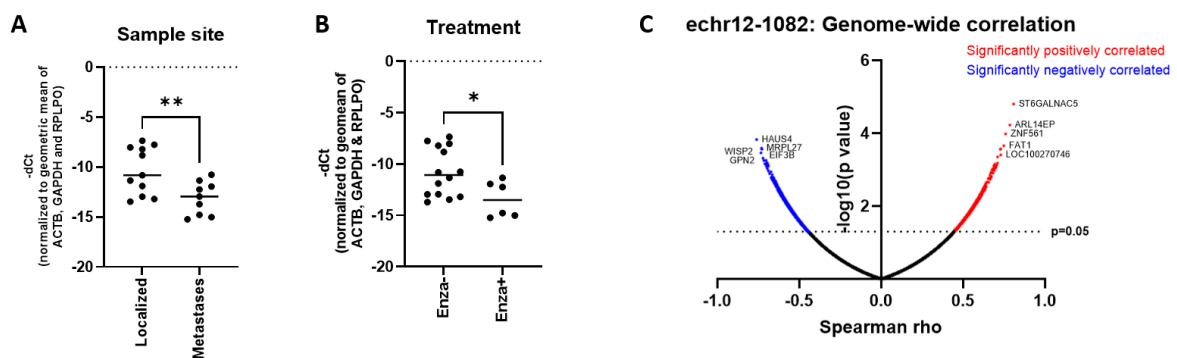 A
Sample site
-dCt
(normalized to geometric mean of
ACTB, GAPDH and RPLPO)
0
-5
-10
-15
-20
**
Localized
Metastases
B
Treatment
-dCt
(normalized to geomean of
ACTB, GAPDH & RPLPO)
0
-5
-10
-15
-20
*
Enza-
Enza+
C
echr12-1082: Genome-wide correlation
Significantly positively correlated
Significantly negatively correlated
-log10(p value)
6
4
2
ST6GALNAC5
ARL14EP
ZNF561
FAT1
LOC100270746
HAUS4
MRPL27
WISP2
EIF3B
GPN2
p=0.05
-1.0
-0.5
0.0
0.5
1.0
Spearman rho